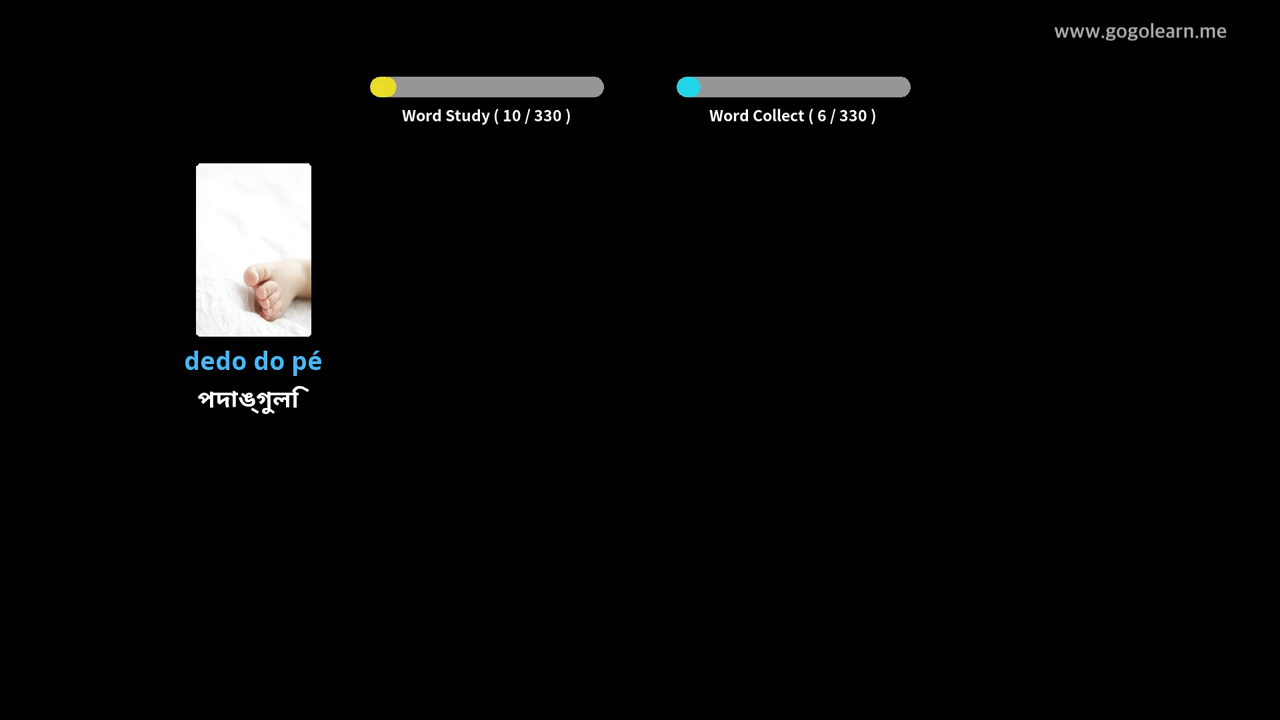 www.gogolearn.me
Word Study ( 10 / 330 )
Word Collect ( 6 / 330 )
dedo do pé
পদাঙ্গুলি